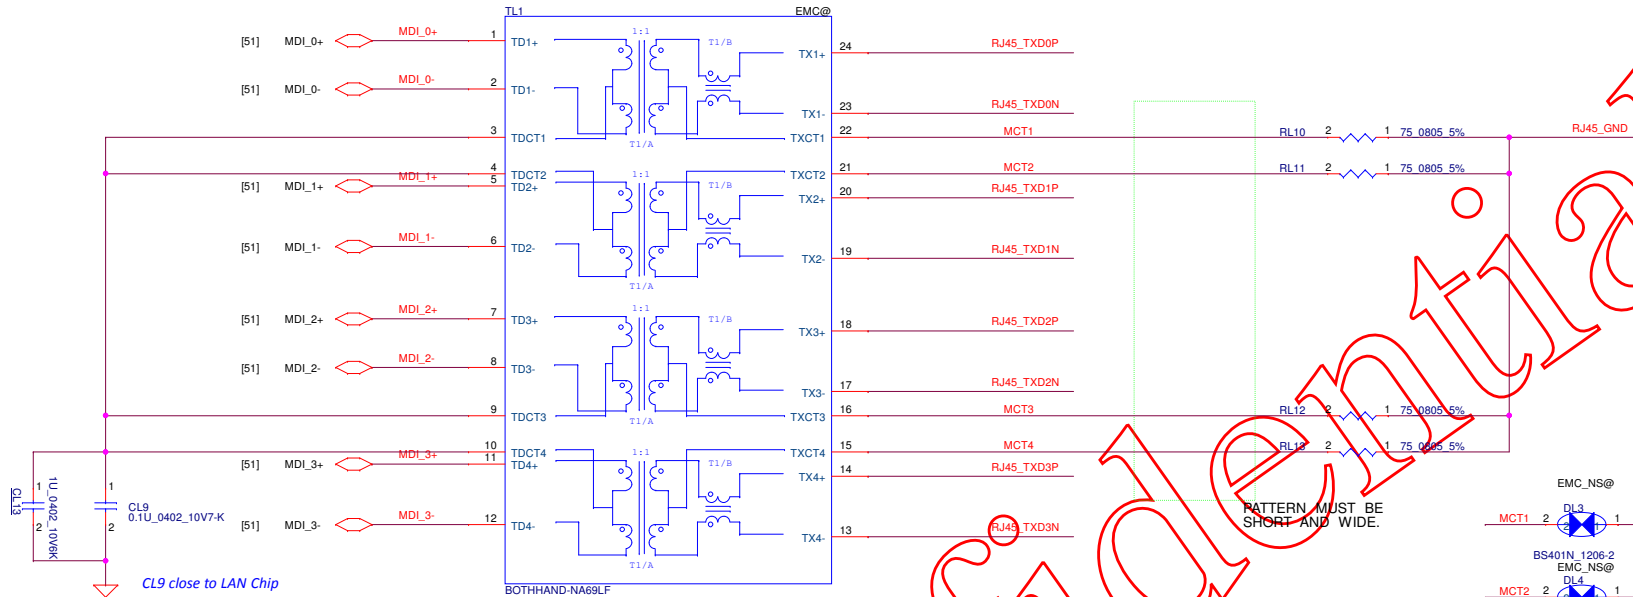 TL1 EMC@
[51] MDI_0+ MDI_0+ 1 TD1+ 1:1 T1/B TX1+ 24 RJ45_TXD0P
[51] MDI_0- MDI_0- 2 TD1- TX1- 23 RJ45_TXD0N
3 TDCT1 T1/A TXCT1 22 MCT1 RL10 2 1 75_0805_5% RJ45_GND
4 TDCT2 1:1 T1/B TXCT2 21 MCT2 RL11 2 1 75_0805_5%
[51] MDI_1+ MDI_1+ 5 TD2+ TX2+ 20 RJ45_TXD1P
[51] MDI_1- MDI_1- 6 TD2- TX2- 19 RJ45_TXD1N
T1/A
[51] MDI_2+ MDI_2+ 7 TD3+ 1:1 T1/B TX3+ 18 RJ45_TXD2P
[51] MDI_2- MDI_2- 8 TD3- TX3- 17 RJ45_TXD2N
9 TDCT3 T1/A TXCT3 16 MCT3 RL12 2 1 75_0805_5%
10 TDCT4 1:1 T1/B TXCT4 15 MCT4 RL13 2 1 75_0805_5%
[51] MDI_3+ MDI_3+ 11 TD4+ TX4+ 14 RJ45_TXD3P
[51] MDI_3- MDI_3- 12 TD4- TX4- 13 RJ45_TXD3N
T1/A
CL13
1U_0402_10V6K
1
2
1
2
CL9
0.1U_0402_10V7-K
CL9 close to LAN Chip
BOTHHAND-NA69LF
PATTERN MUST BE
SHORT AND WIDE.
EMC_NS@
DL3
MCT1 2 2 1 1
BS401N_1206-2
EMC_NS@
DL4
MCT2 2 1
fidentia